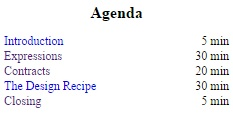 Agenda
Introduction 5 min
Expressions 30 min
Contracts 20 min
The Design Recipe 30 min
Closing 5 min